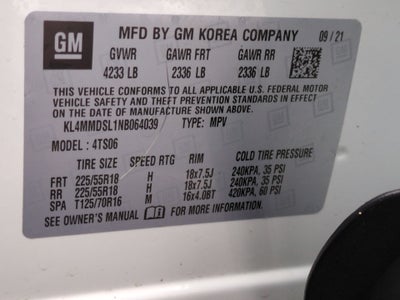 GM
MFD BY GM KOREA COMPANY 09/21
GVWR GAWR FRT GAWR RR
4233 LB 2336 LB 2336 LB
THIS VEHICLE CONFORMS TO ALL APPLICABLE U.S. FEDERAL MOTOR
VEHICLE SAFETY AND THEFT PREVENTION STANDARDS IN
EFFECT ON THE DATE OF MANUFACTURE SHOWN ABOVE.
KL4MMDSL1NB064039 TYPE: MPV
MODEL: 4TS06
TIRE SIZE SPEED RTG RIM COLD TIRE PRESSURE
FRT 225/55R18 H 18x7.5J 240KPA, 35 PSI
RR 225/55R18 H 18x7.5J 240KPA, 35 PSI
SPA T125/70R16 M 16x4.0BT 420KPA, 60 PSI
SEE OWNER'S MANUAL FOR MORE INFORMATION.